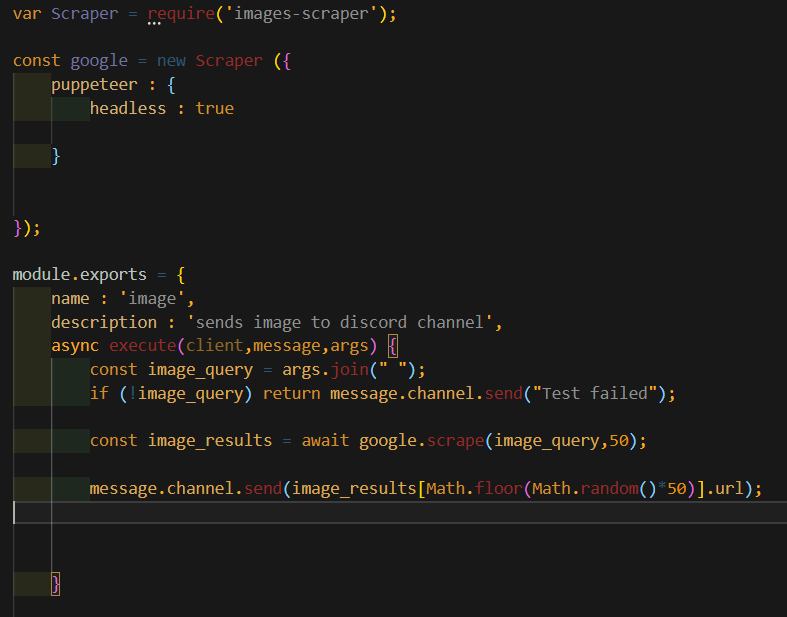 var Scraper = require('images-scraper');
const google = new Scraper ({
puppeteer : {
headless : true
}
});
module.exports = {
name : 'image',
description : 'sends image to discord channel',
async execute(client,message,args) {
const image_query = args.join(" ");
if (!image_query) return message.channel.send("Test failed");
const image_results = await google.scrape(image_query,50);
message.channel.send(image_results[Math.floor(Math.random()*50)].url);
}